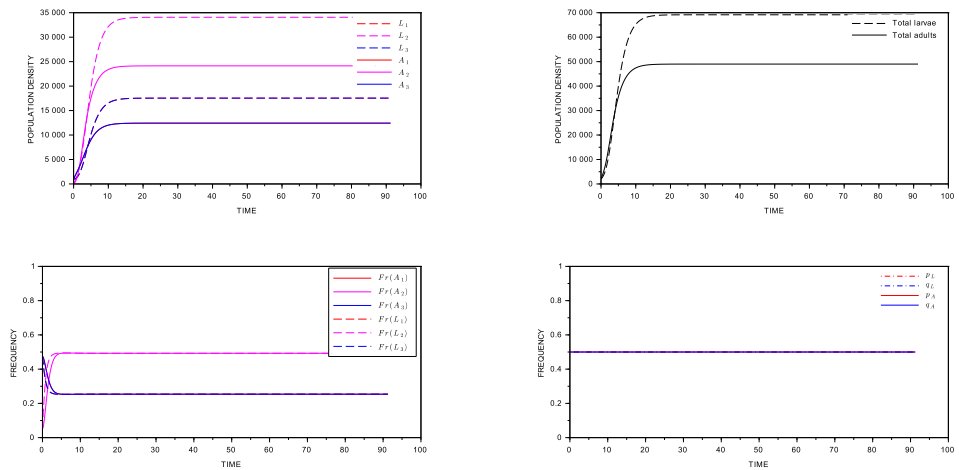 35 000
30 000
25 000
20 000
15 000
10 000
5 000
0
POPULATION DENSITY
0 10 20 30 40 50 60 70 80 90 100
TIME
L1
L2
L3
A1
A2
A3
70 000
60 000
50 000
40 000
30 000
20 000
10 000
0
POPULATION DENSITY
0 10 20 30 40 50 60 70 80 90 100
TIME
Total larvae
Total adults
1
0.8
0.6
0.4
0.2
0
FREQUENCY
0 10 20 30 40 50 60 70 80 90 100
TIME
Fr(A1)
Fr(A2)
Fr(A3)
Fr(L1)
Fr(L2)
Fr(L3)
1
0.8
0.6
0.4
0.2
0
FREQUENCY
0 10 20 30 40 50 60 70 80 90 100
TIME
pL
qL
pA
qA